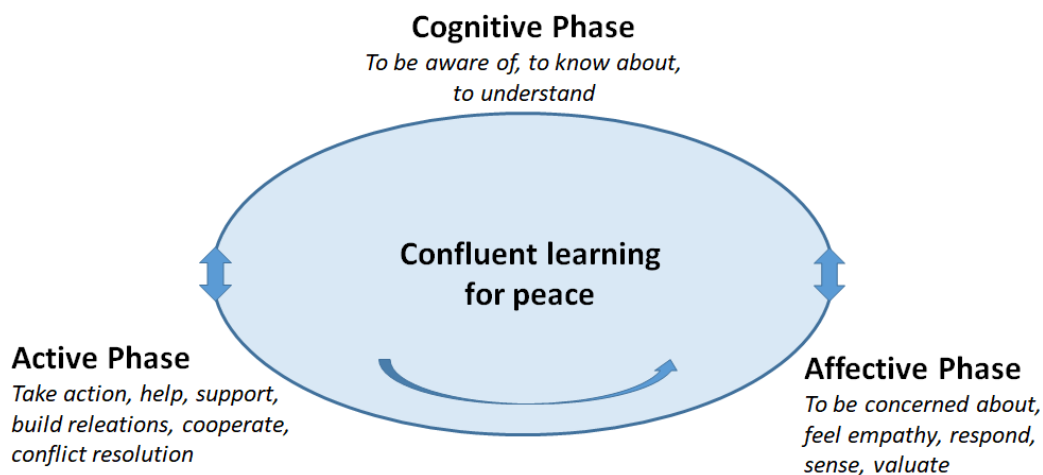 Cognitive Phase
To be aware of, to know about,
to understand
Confluent learning
for peace
Active Phase
Take action, help, support,
build releations, cooperate,
conflict resolution
Affective Phase
To be concerned about,
feel empathy, respond,
sense, valuate